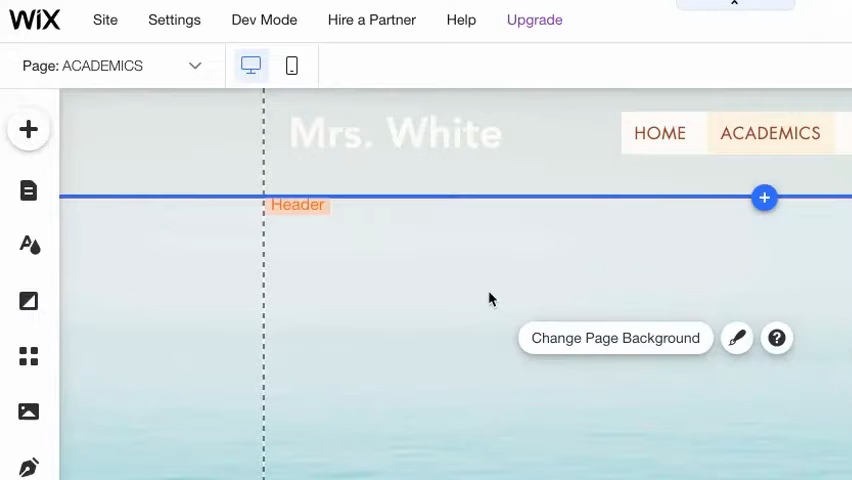 WiX Site Settings Dev Mode Hire a Partner Help Upgrade
Page: ACADEMICS
Mrs. White HOME ACADEMICS
Header
Change Page Background